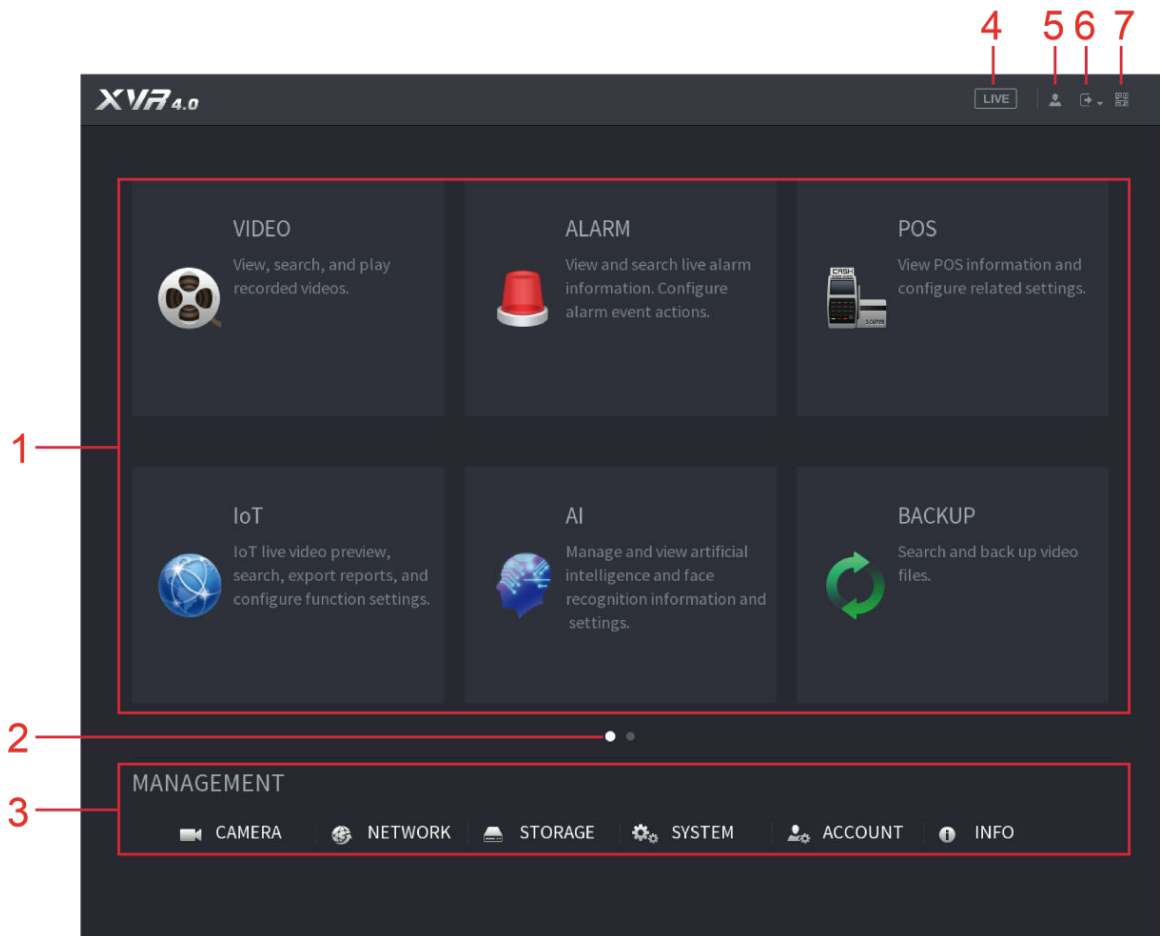 4 5 6 7
XVR 4.0
LIVE
VIDEO
View, search, and play
recorded videos.
ALARM
View and search live alarm
information. Configure
alarm event actions.
POS
View POS information and
configure related settings.
CASH
1
IoT
IoT live video preview,
search, export reports, and
configure function settings.
AI
Manage and view artificial
intelligence and face
recognition information and
settings.
BACKUP
Search and back up video
files.
2
3
MANAGEMENT
CAMERA NETWORK STORAGE SYSTEM ACCOUNT INFO